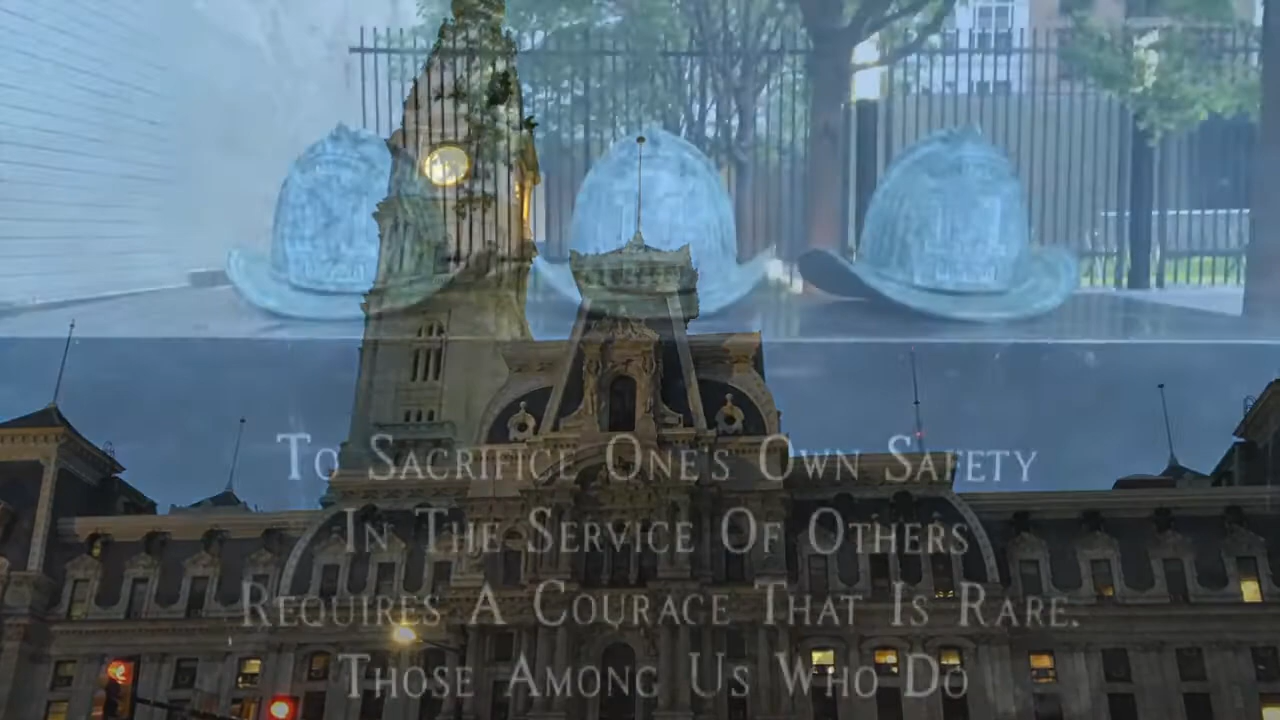 To Sacrifice One's Own Safety
In The Service Of Others
Requires A Courage That Is Rare.
Those Among Us Who Do